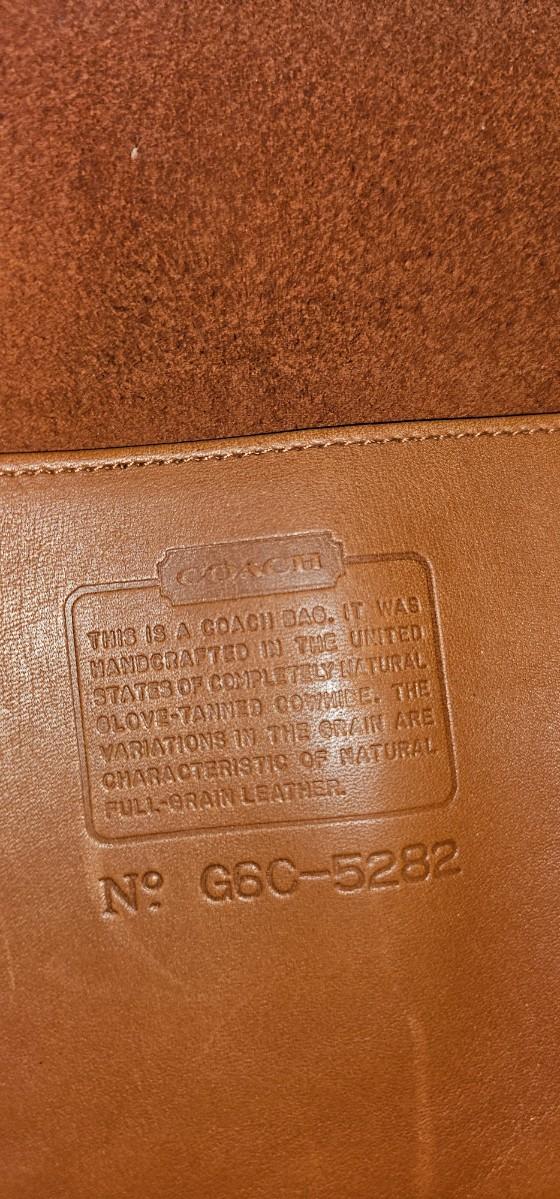 COACH
THIS IS A COACH BAG. IT WAS
HANDCRAFTED IN THE UNITED
STATES OF COMPLETELY NATURAL
GLOVE-TANNED COWHIDE. THE
VARIATIONS IN THE GRAIN ARE
CHARACTERISTIC OF NATURAL
FULL-GRAIN LEATHER.
Nº G6C-5282